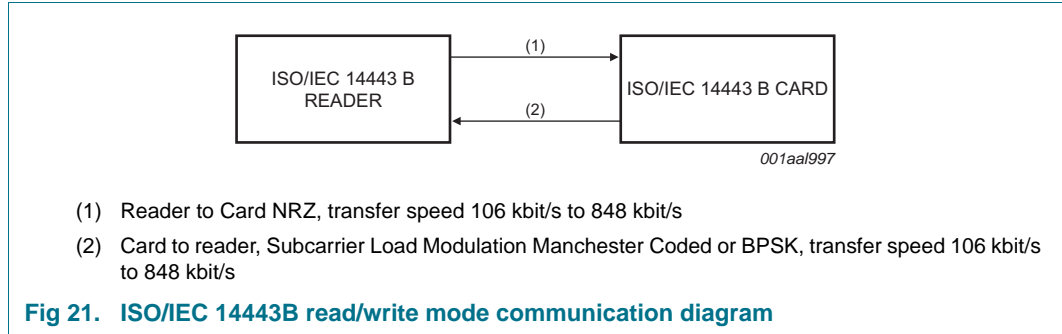 (1)
ISO/IEC 14443 B
READER
ISO/IEC 14443 B CARD
(2)
001aal997
(1) Reader to Card NRZ, transfer speed 106 kbit/s to 848 kbit/s
(2) Card to reader, Subcarrier Load Modulation Manchester Coded or BPSK, transfer speed 106 kbit/s
to 848 kbit/s
Fig 21. ISO/IEC 14443B read/write mode communication diagram